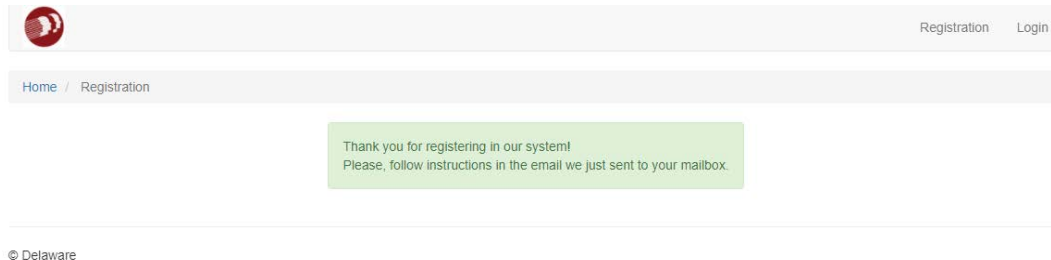 Registration Login
Home / Registration
Thank you for registering in our system!
Please, follow instructions in the email we just sent to your mailbox.
© Delaware